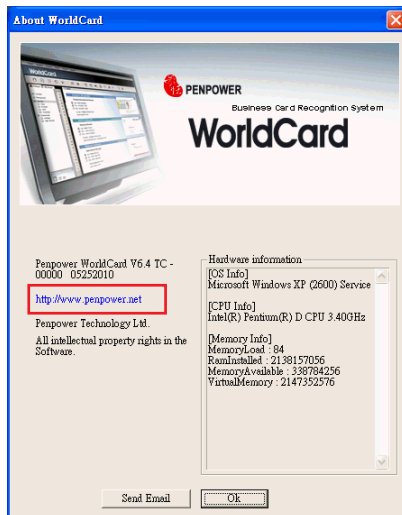 About WorldCard
WorldCard
PENPOWER
Business Card Recognition System
WorldCard
Penpower WorldCard V6.4 TC -
00000 05252010
http://www.penpower.net
Penpower Technology Ltd.
All intellectual property rights in the
Software.
Hardware information
[OS Info]
Microsoft Windows XP (2600) Service
[CPU Info]
Intel(R) Pentium(R) D CPU 3.40GHz
[Memory Info]
MemoryLoad : 84
RamInstalled : 2138157056
MemoryAvailable : 338784256
VirtualMemory : 2147352576
Send Email
Ok